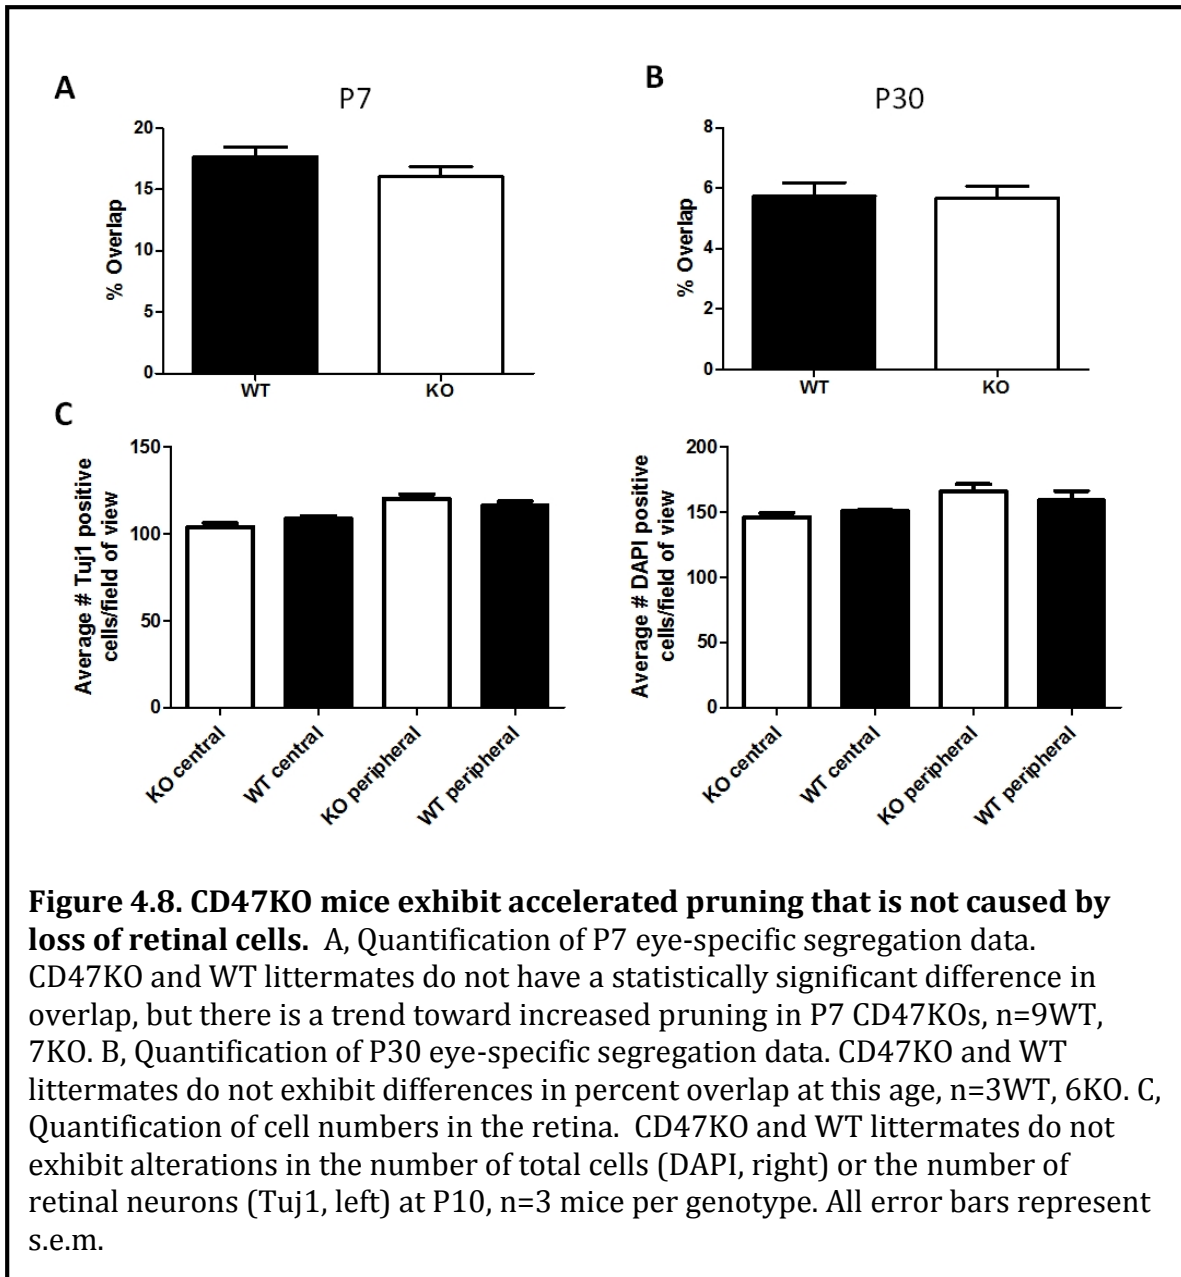 A
P7
20
15
10
5
0
% Overlap
WT
KO
B
P30
8
6
4
2
0
% Overlap
WT
KO
C
150
100
50
0
Average # Tuj1 positive
cells/field of view
KO central
WT central
KO peripheral
WT peripheral
200
150
100
50
0
Average # DAPI positive
cells/field of view
KO central
WT central
KO peripheral
WT peripheral
Figure 4.8. CD47KO mice exhibit accelerated pruning that is not caused by
loss of retinal cells. A, Quantification of P7 eye-specific segregation data.
CD47KO and WT littermates do not have a statistically significant difference in
overlap, but there is a trend toward increased pruning in P7 CD47KOs, n=9WT,
7KO. B, Quantification of P30 eye-specific segregation data. CD47KO and WT
littermates do not exhibit differences in percent overlap at this age, n=3WT, 6KO. C,
Quantification of cell numbers in the retina. CD47KO and WT littermates do not
exhibit alterations in the number of total cells (DAPI, right) or the number of
retinal neurons (Tuj1, left) at P10, n=3 mice per genotype. All error bars represent
s.e.m.